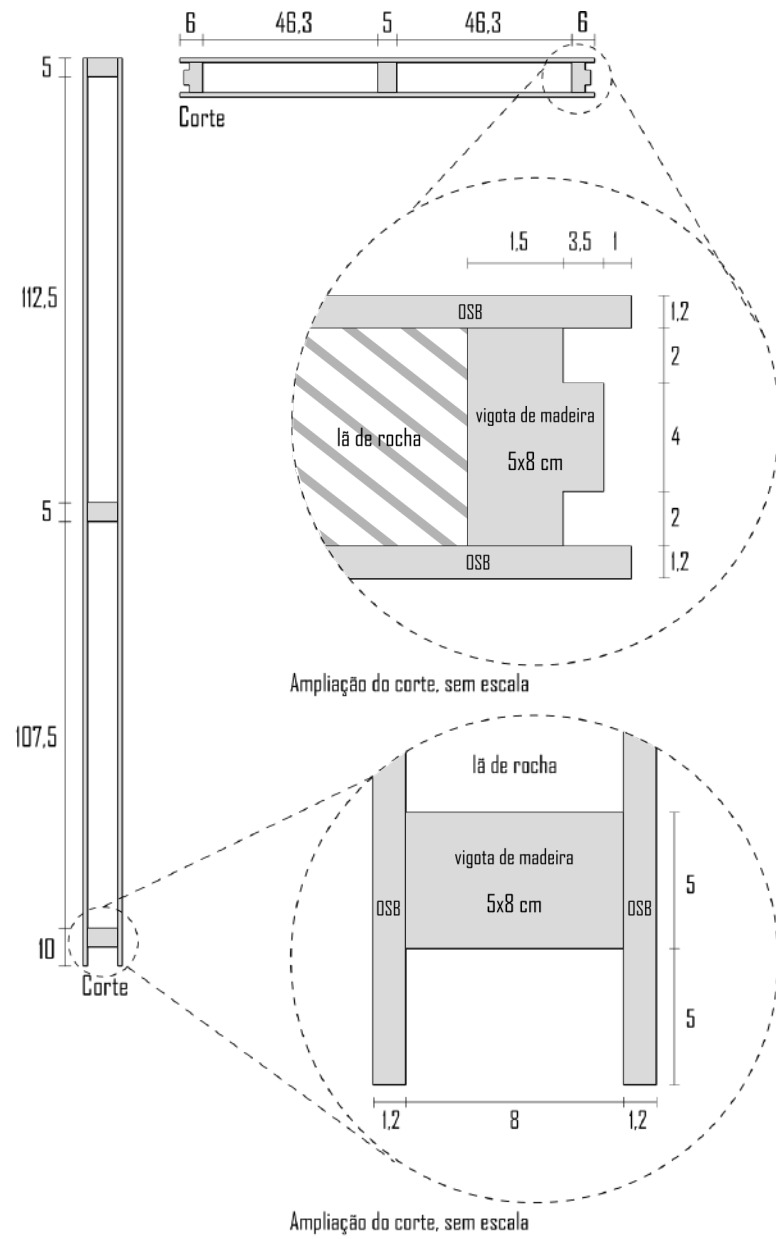 6 46,3 5 46,3 6
Corte
5
112,5
5
107,5
10
Corte
1,5 3,5 1
OSB
lã de rocha
vigota de madeira
5x8 cm
OSB
1,2
2
4
2
1,2
Ampliação do corte, sem escala
lã de rocha
vigota de madeira
5x8 cm
OSB OSB
5
5
1,2 8 1,2
Ampliação do corte, sem escala